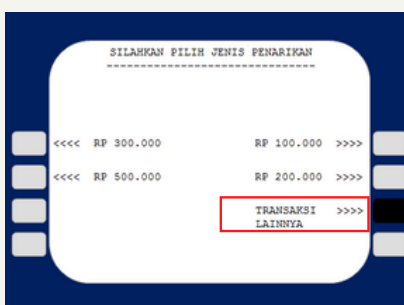 SILAHKAN PILIH JENIS PENARIKAN
-------------------------------
<<<< RP 300.000 RP 100.000 >>>>
<<<< RP 500.000 RP 200.000 >>>>
TRANSAKSI >>>>
LAINNYA